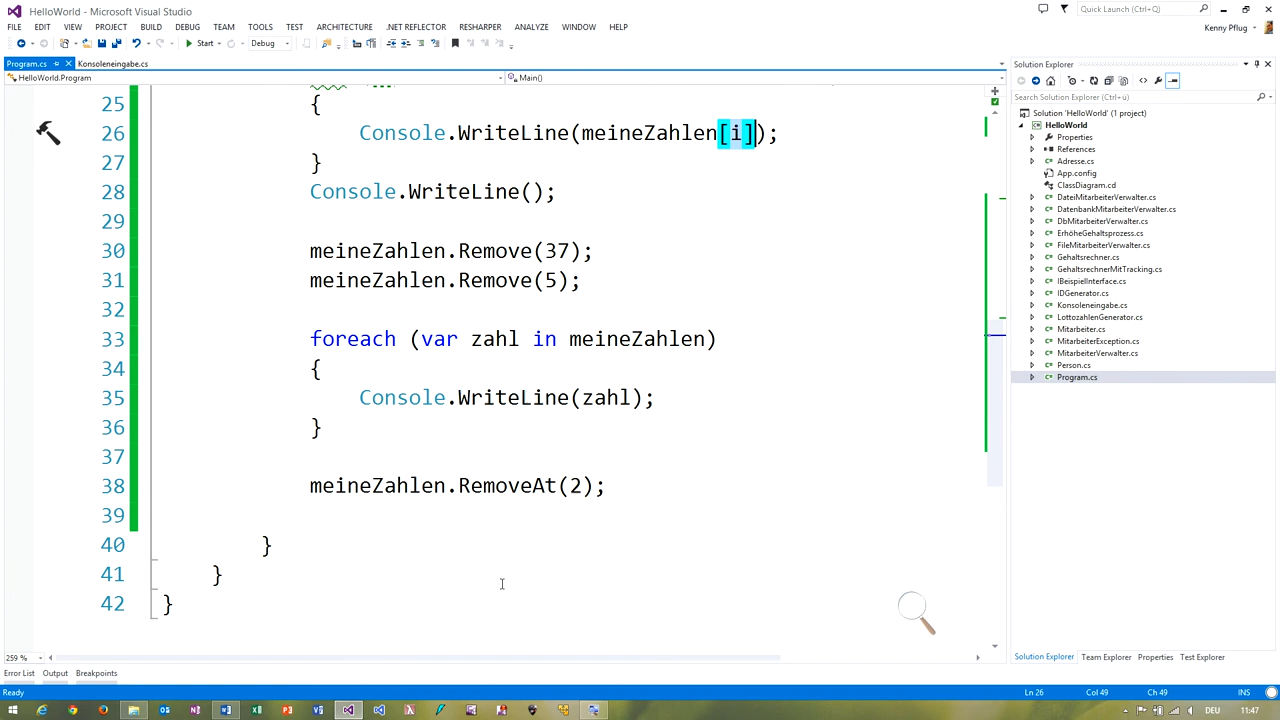 HelloWorld - Microsoft Visual Studio
Quick Launch (Ctrl+Q)
FILE EDIT VIEW PROJECT BUILD DEBUG TEAM TOOLS TEST ARCHITECTURE .NET REFLECTOR RESHARPER ANALYZE WINDOW HELP
Kenny Pflug
Start Debug
Program.cs Konsoleneingabe.cs
HelloWorld.Program Main()
25 {
26 Console.WriteLine(meineZahlen[i]);
27 }
28 Console.WriteLine();
29
30 meineZahlen.Remove(37);
31 meineZahlen.Remove(5);
32
33 foreach (var zahl in meineZahlen)
34 {
35 Console.WriteLine(zahl);
36 }
37
38 meineZahlen.RemoveAt(2);
39
40 }
41 }
42 }
259 %
Error List Output Breakpoints
Ready
Solution Explorer
Search Solution Explorer (Ctrl+ü)
Solution 'HelloWorld' (1 project)
HelloWorld
Properties
References
Adresse.cs
App.config
ClassDiagram.cd
DateiMitarbeiterVerwalter.cs
DatenbankMitarbeiterVerwalter.cs
DbMitarbeiterVerwalter.cs
ErhöheGehaltsprozess.cs
FileMitarbeiterVerwalter.cs
Gehaltsrechner.cs
GehaltsrechnerMitTracking.cs
IBeispielInterface.cs
IDGenerator.cs
Konsoleneingabe.cs
LottozahlenGenerator.cs
Mitarbeiter.cs
MitarbeiterException.cs
MitarbeiterVerwalter.cs
Person.cs
Program.cs
Solution Explorer Team Explorer Properties Test Explorer
Ln 26 Col 49 Ch 49 INS
DEU 11:47